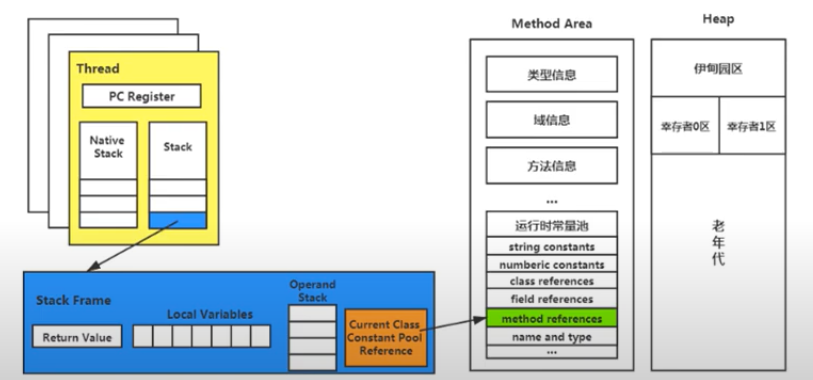 Thread
PC Register
Native
Stack
Stack
Stack Frame
Return Value
Local Variables
Operand
Stack
Current Class
Constant Pool
Reference
Method Area
类型信息
域信息
方法信息
...
运行时常量池
string constants
numberic constants
class references
field references
method references
name and type
...
Heap
伊甸园区
幸存者0区
幸存者1区
老
年
代